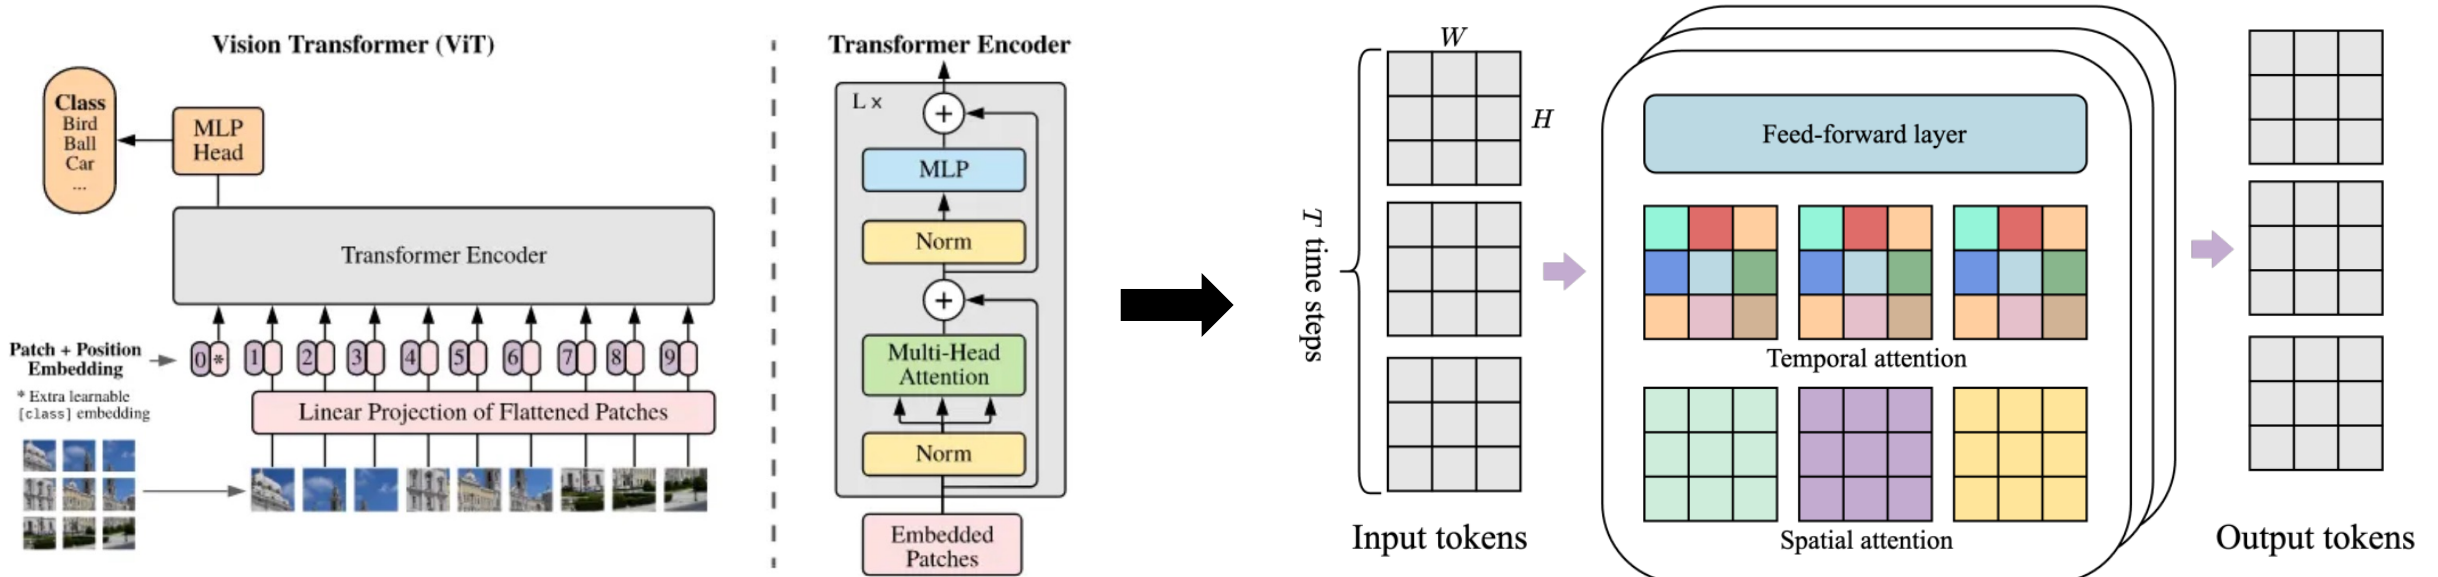 Vision Transformer (ViT)
Class
Bird
Ball
Car
...
MLP
Head
Transformer Encoder
Patch + Position
Embedding
0 * 1 2 3 4 5 6 7 8 9
* Extra learnable
[class] embedding
Linear Projection of Flattened Patches
Transformer Encoder
L x
+
MLP
Norm
+
Multi-Head
Attention
Norm
Embedded
Patches
W
H
T time steps
Input tokens
Feed-forward layer
Temporal attention
Spatial attention
Output tokens